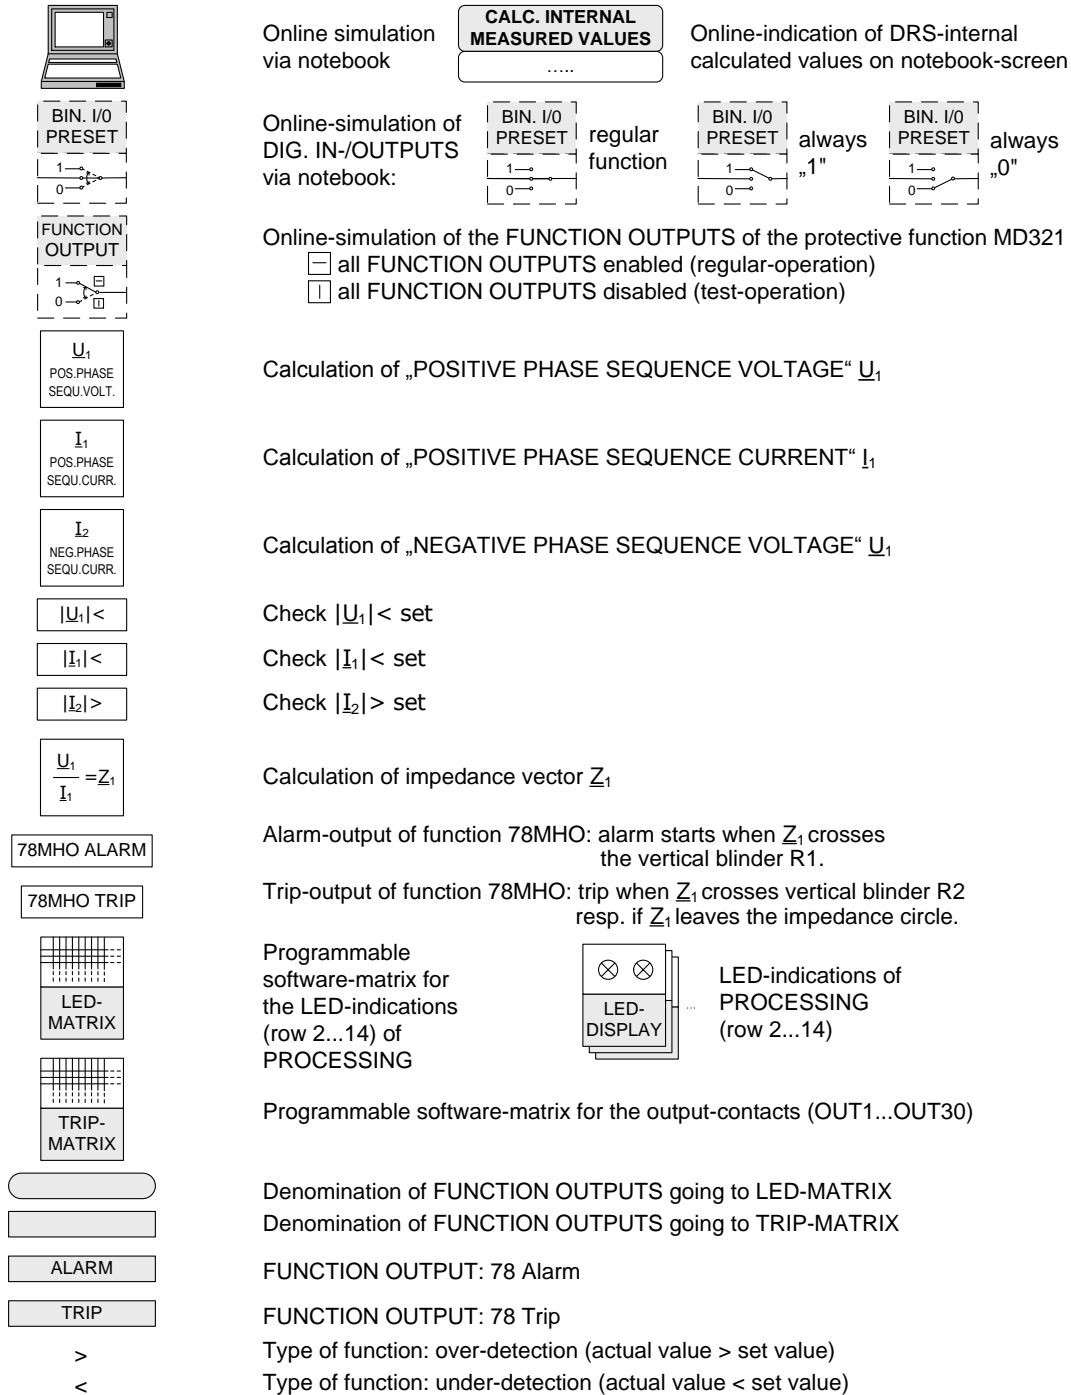 Online simulation
via notebook
CALC. INTERNAL
MEASURED VALUES
.....
Online-indication of DRS-internal
calculated values on notebook-screen
BIN. I/0
PRESET
1
0
Online-simulation of
DIG. IN-/OUTPUTS
via notebook:
BIN. I/0
PRESET
1
0
regular
function
BIN. I/0
PRESET
1
0
always
„1"
BIN. I/0
PRESET
1
0
always
„0"
FUNCTION
OUTPUT
1
0
Online-simulation of the FUNCTION OUTPUTS of the protective function MD321
all FUNCTION OUTPUTS enabled (regular-operation)
all FUNCTION OUTPUTS disabled (test-operation)
U₁
POS.PHASE
SEQU.VOLT.
Calculation of „POSITIVE PHASE SEQUENCE VOLTAGE“ U₁
I₁
POS.PHASE
SEQU.CURR.
Calculation of „POSITIVE PHASE SEQUENCE CURRENT“ I₁
I₂
NEG.PHASE
SEQU.CURR.
Calculation of „NEGATIVE PHASE SEQUENCE VOLTAGE“ U₁
|U₁|<
Check |U₁|< set
|I₁|<
Check |I₁|< set
|I₂|>
Check |I₂|> set
U₁
I₁
=Z₁
Calculation of impedance vector Z₁
78MHO ALARM
Alarm-output of function 78MHO: alarm starts when Z₁ crosses
the vertical blinder R1.
78MHO TRIP
Trip-output of function 78MHO: trip when Z₁ crosses vertical blinder R2
resp. if Z₁ leaves the impedance circle.
LED-
MATRIX
Programmable
software-matrix for
the LED-indications
(row 2...14) of
PROCESSING
LED-
DISPLAY
...
LED-indications of
PROCESSING
(row 2...14)
TRIP-
MATRIX
Programmable software-matrix for the output-contacts (OUT1...OUT30)
Denomination of FUNCTION OUTPUTS going to LED-MATRIX
Denomination of FUNCTION OUTPUTS going to TRIP-MATRIX
ALARM
FUNCTION OUTPUT: 78 Alarm
TRIP
FUNCTION OUTPUT: 78 Trip
>
Type of function: over-detection (actual value > set value)
<
Type of function: under-detection (actual value < set value)